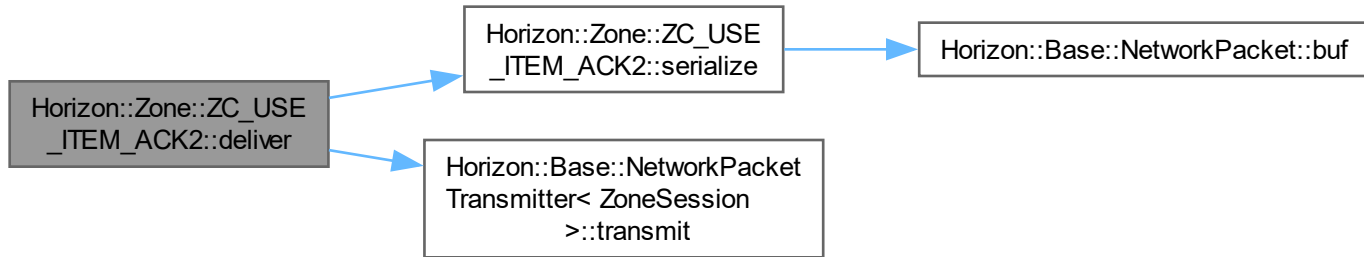 Horizon::Zone::ZC_USE
_ITEM_ACK2::deliver
Horizon::Zone::ZC_USE
_ITEM_ACK2::serialize
Horizon::Base::NetworkPacket::buf
Horizon::Base::NetworkPacket
Transmitter< ZoneSession
>::transmit